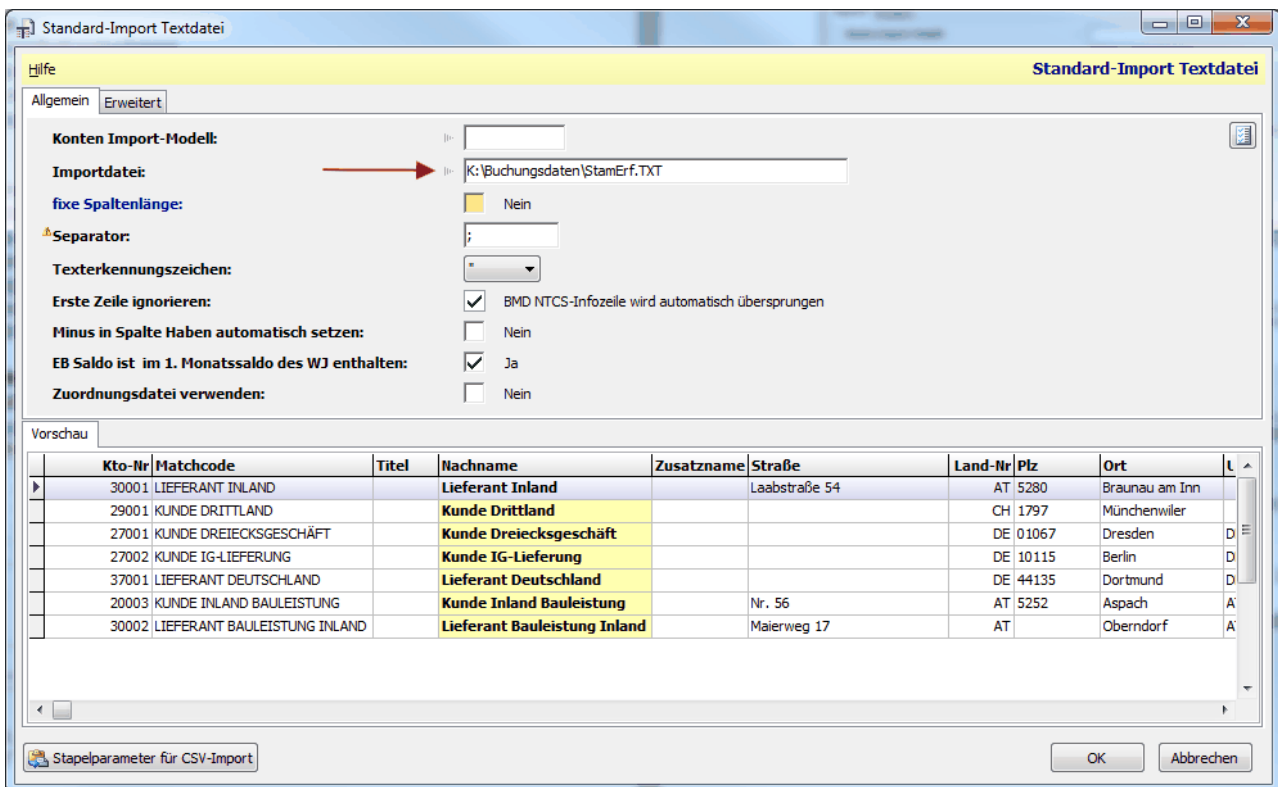 Standard-Import Textdatei
Hilfe Standard-Import Textdatei
Allgemein Erweitert
Konten Import-Modell:
Importdatei: K:\Buchungsdaten\StamErf.TXT
fixe Spaltenlänge: Nein
Separator: ;
Texterkennungszeichen: "
Erste Zeile ignorieren: BMD NTCS-Infozeile wird automatisch übersprungen
Minus in Spalte Haben automatisch setzen: Nein
EB Saldo ist im 1. Monatssaldo des WJ enthalten: Ja
Zuordnungsdatei verwenden: Nein
Vorschau
Kto-Nr Matchcode Titel Nachname Zusatzname Straße Land-Nr Plz Ort
30001 LIEFERANT INLAND Lieferant Inland Laabstraße 54 AT 5280 Braunau am Inn
29001 KUNDE DRITTLAND Kunde Drittland CH 1797 Münchenwiler
27001 KUNDE DREIECKSGESCHÄFT Kunde Dreiecksgeschäft DE 01067 Dresden
27002 KUNDE IG-LIEFERUNG Kunde IG-Lieferung DE 10115 Berlin
37001 LIEFERANT DEUTSCHLAND Lieferant Deutschland DE 44135 Dortmund
20003 KUNDE INLAND BAULEISTUNG Kunde Inland Bauleistung Nr. 56 AT 5252 Aspach
30002 LIEFERANT BAULEISTUNG INLAND Lieferant Bauleistung Inland Maierweg 17 AT Oberndorf
Stapelparameter für CSV-Import OK Abbrechen